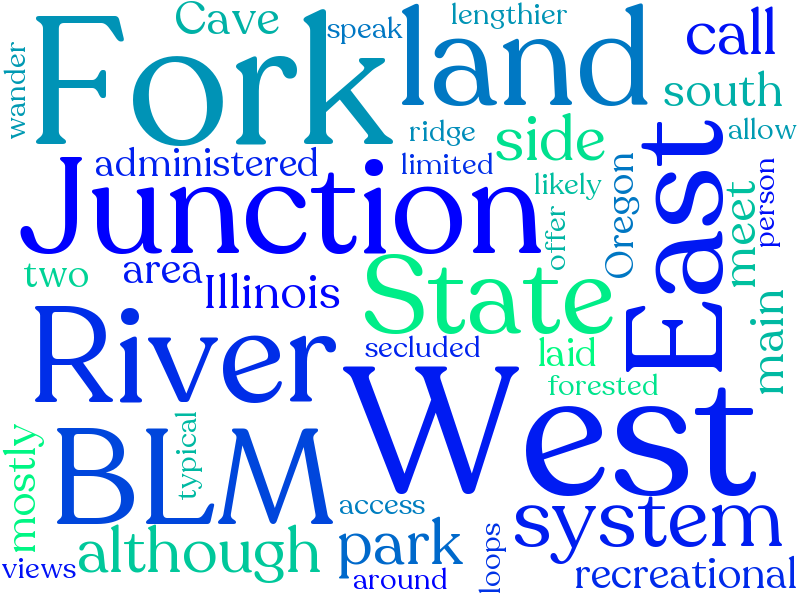 Cave
lengthier
speak
call
Fork
land
wander
south
ridge
side
allow
administered
limited
Junction
likely
East
Oregon
person
meet
offer
two
area
Illinois
State
River
secluded
laid
main
forested
West
BLM
typical
mostly
access
system
although
park
loops
views
around
recreational